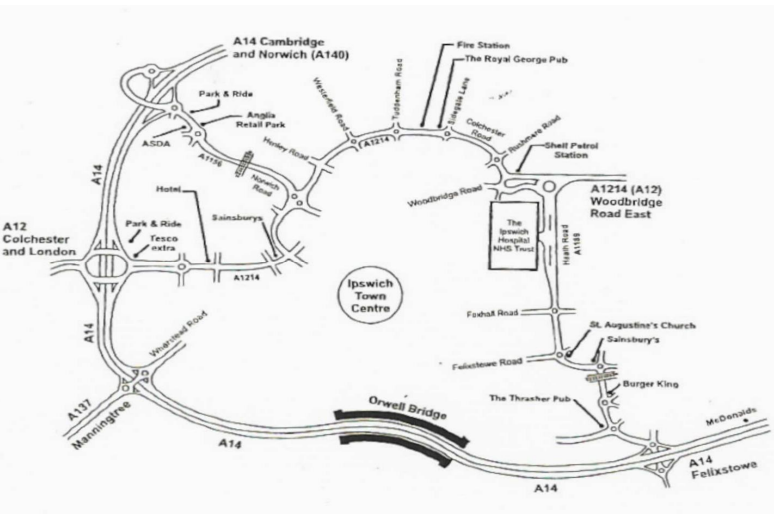 A14 Cambridge
and Norwich (A140)
Fire Station
The Royal George Pub
Park & Ride
Anglia
Retail Park
ASDA
A1156
Norwich
Road
Henley Road
Westerfield Road
Tuddenham Road
A1214
Sidegate Lane
Colchester
Road
Rushmere Road
Shell Petrol
Station
A14
Hotel
Sainsburys
Woodbridge Road
A1214 (A12)
Woodbridge
Road East
A12
Colchester
and London
Park & Ride
Tesco
extra
A1214
The
Ipswich
Hospital
NHS Trust
Heath Road
A1189
Ipswich
Town
Centre
Foxhall Road
St. Augustine's Church
Sainsbury's
Felixstowe Road
Burger King
The Thrasher Pub
A14
Wherstead Road
A137
Manningtree
Orwell Bridge
McDonalds
A14
A14
Felixstowe
A14